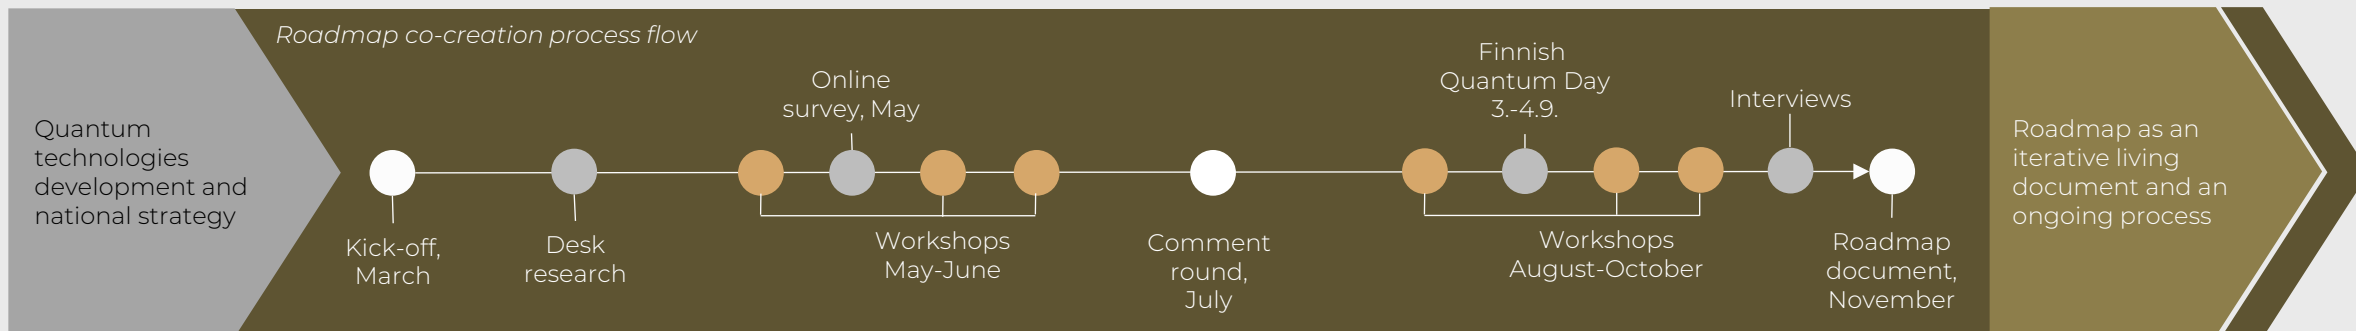 Roadmap co-creation process flow
Quantum
technologies
development and
national strategy
Kick-off,
March
Desk
research
Online
survey, May
Workshops
May-June
Comment
round,
July
Finnish
Quantum Day
3.-4.9.
Workshops
August-October
Interviews
Roadmap
document,
November
Roadmap as an
iterative living
document and an
ongoing process